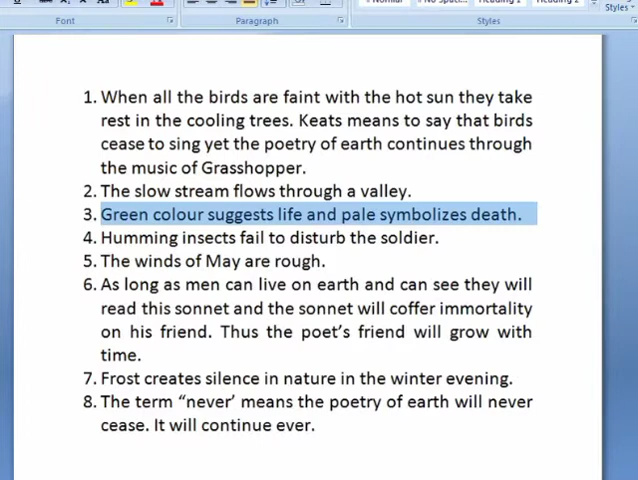 Font
Paragraph
Styles
Styles
1. When all the birds are faint with the hot sun they take
rest in the cooling trees. Keats means to say that birds
cease to sing yet the poetry of earth continues through
the music of Grasshopper.
2. The slow stream flows through a valley.
3. Green colour suggests life and pale symbolizes death.
4. Humming insects fail to disturb the soldier.
5. The winds of May are rough.
6. As long as men can live on earth and can see they will
read this sonnet and the sonnet will coffer immortality
on his friend. Thus the poet's friend will grow with
time.
7. Frost creates silence in nature in the winter evening.
8. The term “never’ means the poetry of earth will never
cease. It will continue ever.